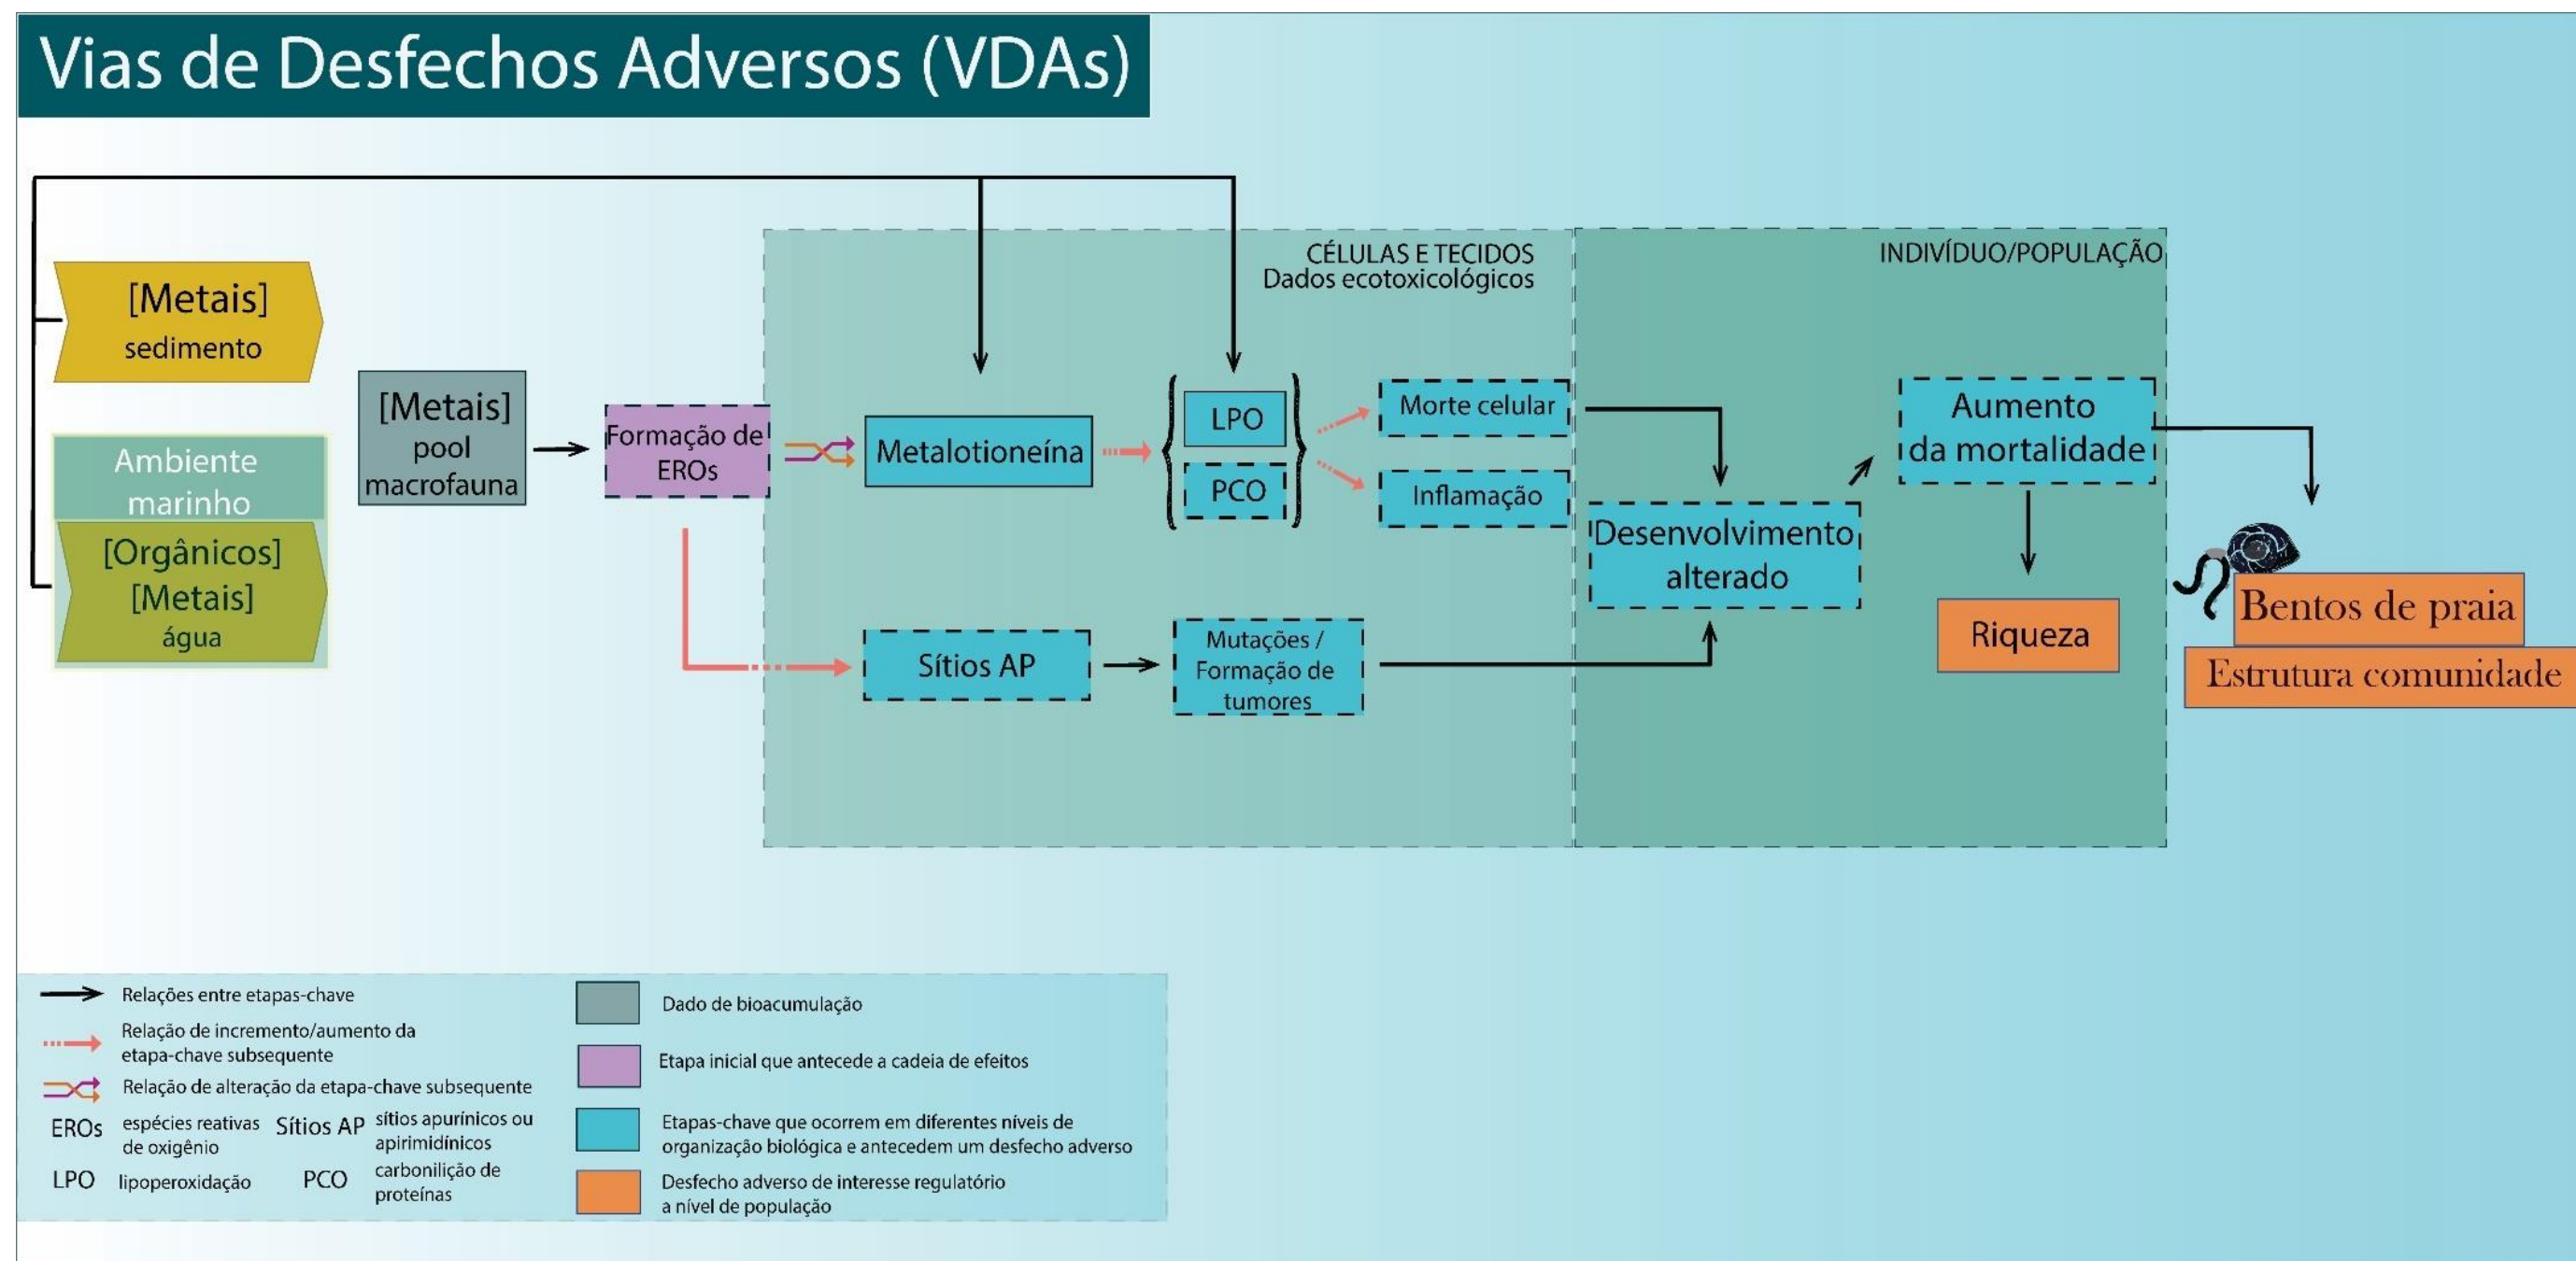 Vias de Desfechos Adversos (VDAs)
[Metais]
sedimento
Ambiente
marinho
[Orgânicos]
[Metais]
água
[Metais]
pool
macrofauna
Formação de
EROs
CÉLULAS E TECIDOS
Dados ecotoxicológicos
Metalotioneína
LPO
PCO
Morte celular
Inflamação
Sítios AP
Mutações /
Formação de
tumores
INDIVÍDUO/POPULAÇÃO
Desenvolvimento
alterado
Aumento
da mortalidade
Riqueza
Bentos de praia
Estrutura comunidade
Relações entre etapas-chave
Relação de incremento/aumento da
etapa-chave subsequente
Relação de alteração da etapa-chave subsequente
EROs espécies reativas
de oxigênio
Sítios AP sítios apurínicos ou
apirimidínicos
LPO lipoperoxidação
PCO carbonilição de
proteínas
Dado de bioacumulação
Etapa inicial que antecede a cadeia de efeitos
Etapas-chave que ocorrem em diferentes níveis de
organização biológica e antecedem um desfecho adverso
Desfecho adverso de interesse regulatório
a nível de população